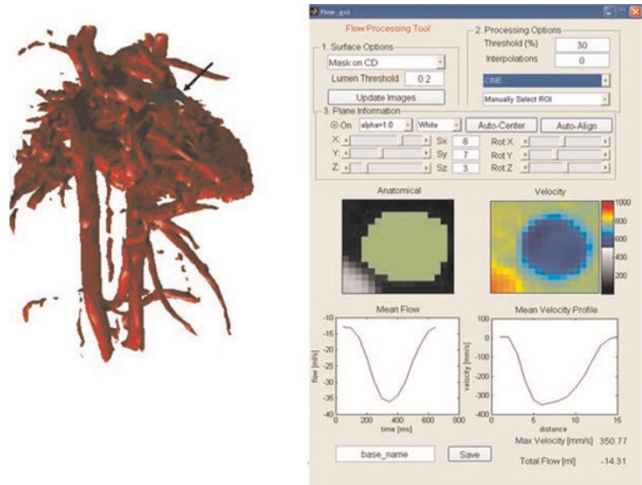 flow_gui
Flow Processing Tool
1. Surface Options
Mask on CD
Lumen Threshold 0.2
Update Images
2. Processing Options
Threshold (%) 30
Interpolations 0
CINE
Manually Select ROI
3. Plane Information
On alpha=1.0 White Auto-Center Auto-Align
X: Sx 8 Rot X
Y: Sy 7 Rot Y
Z: Sz 3 Rot Z
Anatomical Velocity
1000
800
600
400
200
Mean Flow
flow [ml/s]
-10
-15
-20
-25
-30
-35
-40
0 200 400 600 800
time [ms]
Mean Velocity Profile
velocity [mm/s]
100
0
-100
-200
-300
-400
0 5 10 15
distance
Max Velocity [mm/s] 350.77
base_name Save Total Flow [ml] -14.31